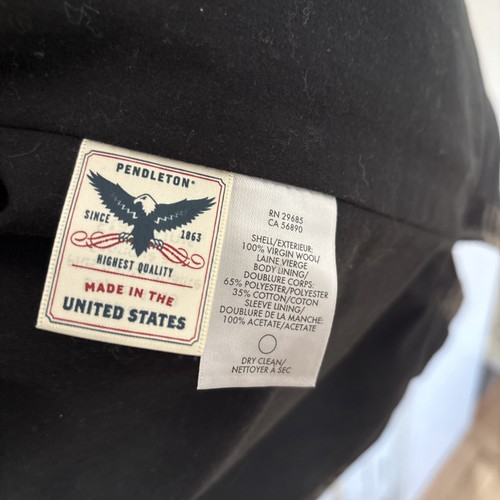 PENDLETON®
SINCE 1863
HIGHEST QUALITY
MADE IN THE
UNITED STATES
RN 29685
CA 56890
SHELL/EXTERIEUR:
100% VIRGIN WOOL/
LAINE VIERGE
BODY LINING/
DOUBLURE CORPS:
65% POLYESTER/POLYESTER
35% COTTON/COTON
SLEEVE LINING/
DOUBLURE DE LA MANCHE:
100% ACETATE/ACETATE
DRY CLEAN/
NETTOYER A SEC